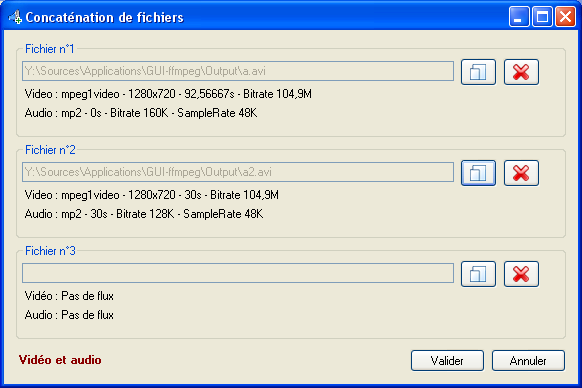 Concaténation de fichiers
Fichier n°1
Y:\Sources\Applications\GUI-ffmpeg\Output\a.avi
Video : mpeg1video - 1280x720 - 92,56667s - Bitrate 104,9M
Audio : mp2 - 0s - Bitrate 160K - SampleRate 48K
Fichier n°2
Y:\Sources\Applications\GUI-ffmpeg\Output\a2.avi
Video : mpeg1video - 1280x720 - 30s - Bitrate 104,9M
Audio : mp2 - 30s - Bitrate 128K - SampleRate 48K
Fichier n°3
Vidéo : Pas de flux
Audio : Pas de flux
Vidéo et audio
Valider
Annuler